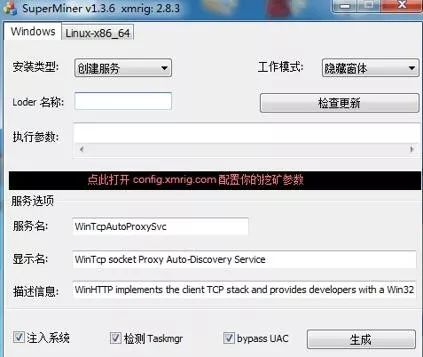 SuperMiner v1.3.6 xmrig: 2.8.3
Windows Linux-x86_64
安装类型: 创建服务 工作模式: 隐藏窗体
Loder 名称: 检查更新
执行参数:
点此打开 config.xmrig.com 配置你的挖矿参数
服务选项
服务名: WinTcpAutoProxySvc
显示名: WinTcp socket Proxy Auto-Discovery Service
描述信息: WinHTTP implements the client TCP stack and provides developers with a Win32
注入系统 检测 Taskmgr bypass UAC 生成